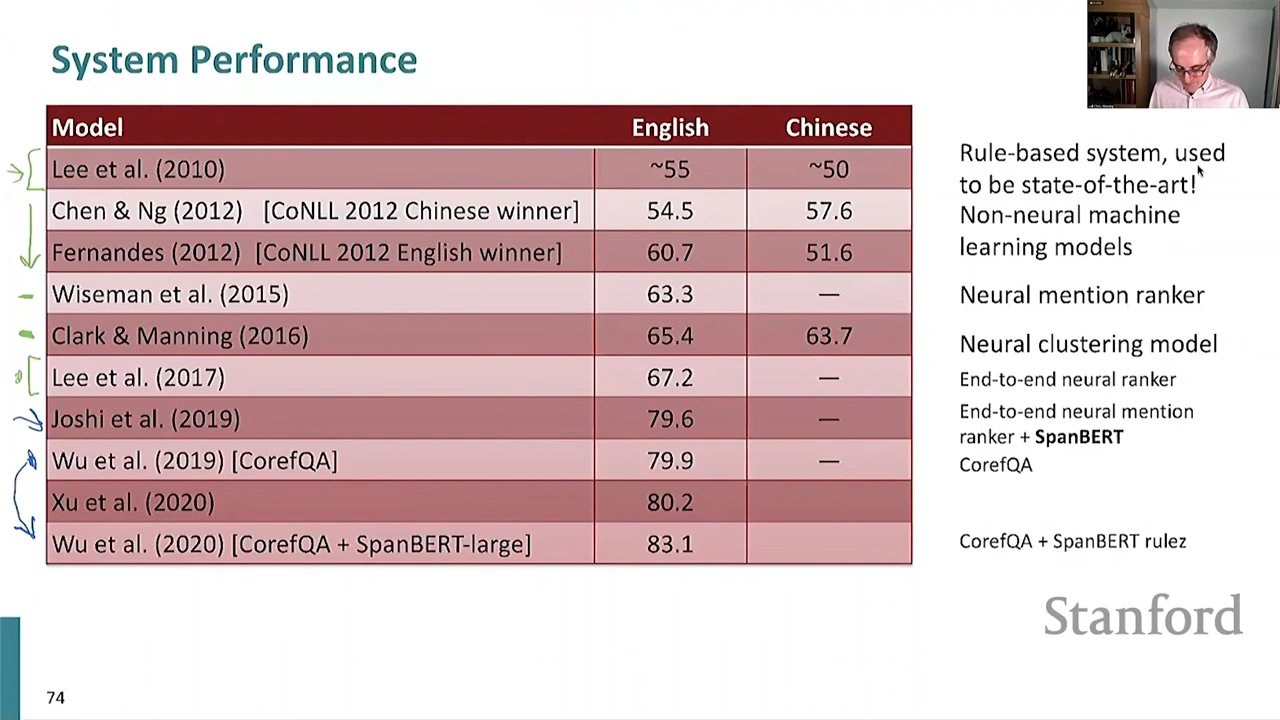 System Performance
Model English Chinese
Lee et al. (2010) ~55 ~50
Chen & Ng (2012) [CoNLL 2012 Chinese winner] 54.5 57.6
Fernandes (2012) [CoNLL 2012 English winner] 60.7 51.6
Wiseman et al. (2015) 63.3 —
Clark & Manning (2016) 65.4 63.7
Lee et al. (2017) 67.2 —
Joshi et al. (2019) 79.6 —
Wu et al. (2019) [CorefQA] 79.9 —
Xu et al. (2020) 80.2
Wu et al. (2020) [CorefQA + SpanBERT-large] 83.1
Rule-based system, used
to be state-of-the-art!
Non-neural machine
learning models
Neural mention ranker
Neural clustering model
End-to-end neural ranker
End-to-end neural mention
ranker + SpanBERT
CorefQA
CorefQA + SpanBERT rulez
Stanford
74